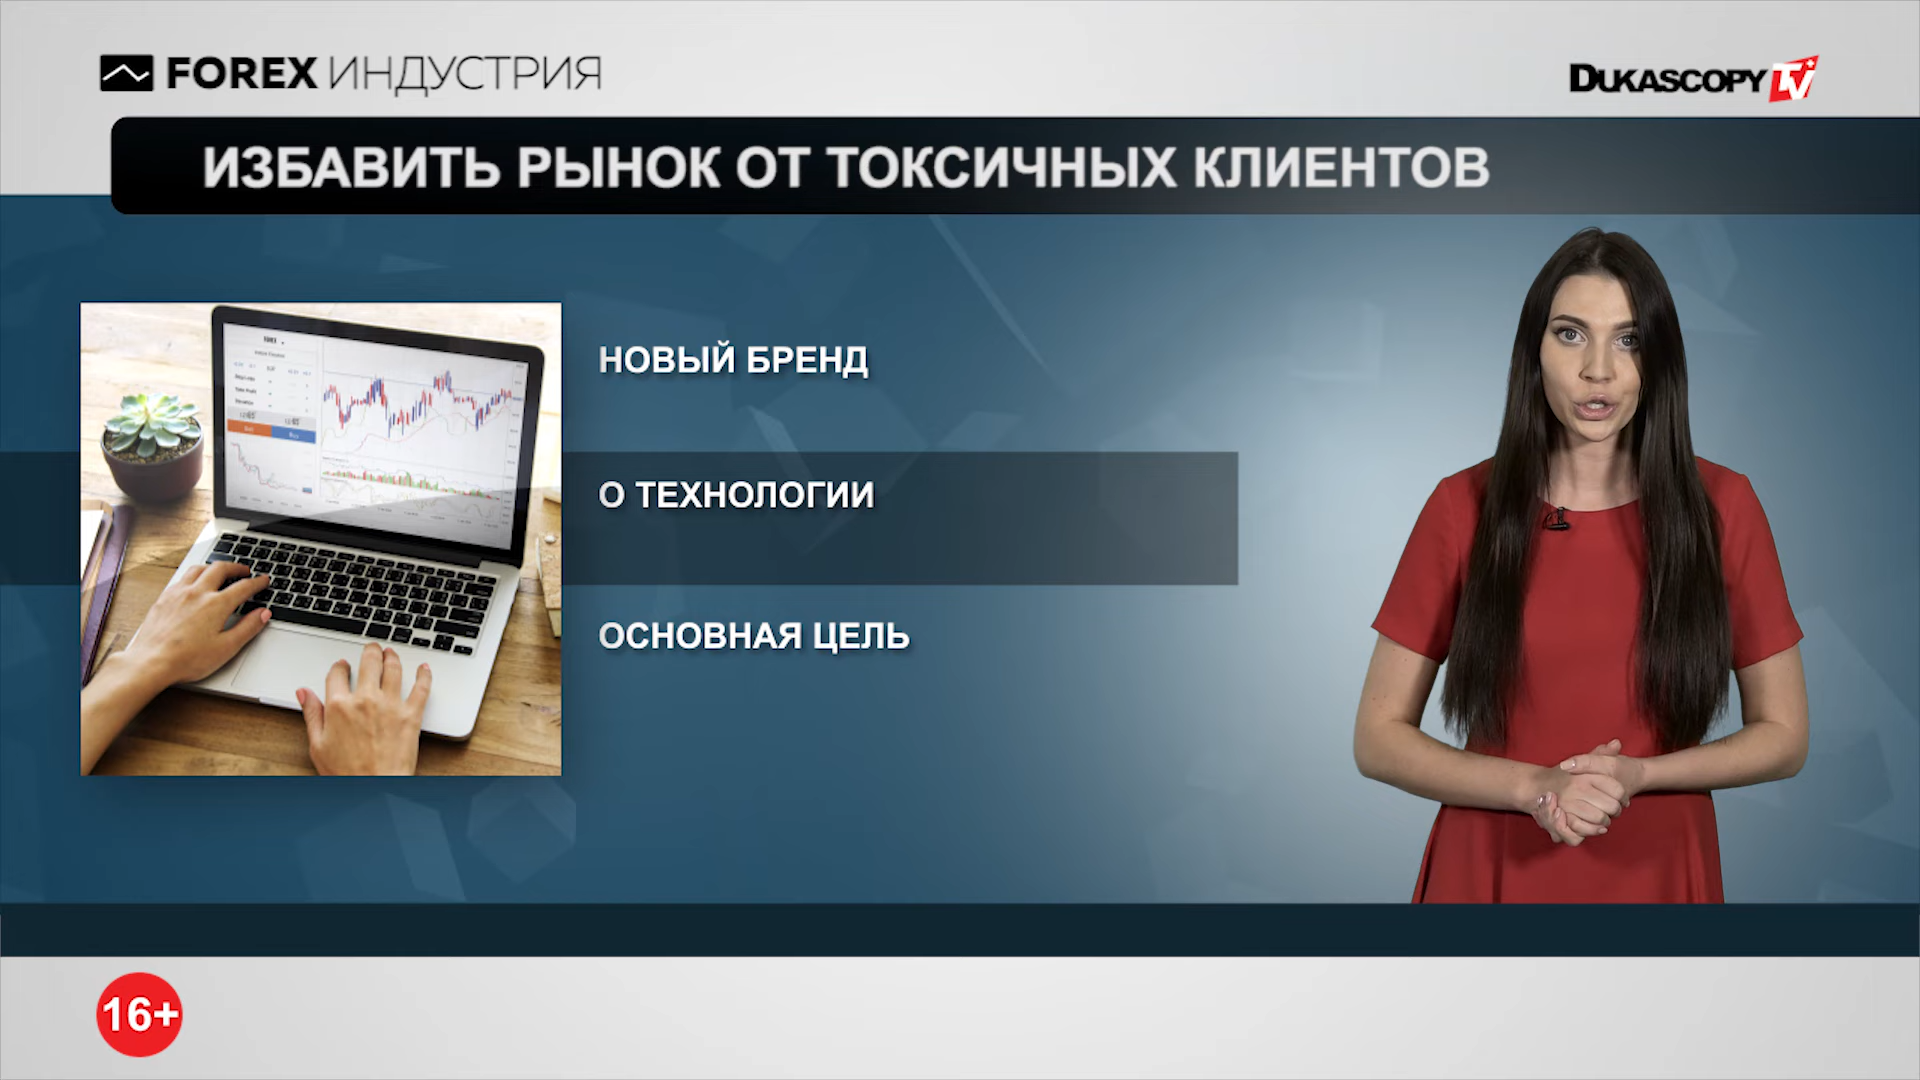 FOREX ИНДУСТРИЯ
DUKASCOPY TV
ИЗБАВИТЬ РЫНОК ОТ ТОКСИЧНЫХ КЛИЕНТОВ
НОВЫЙ БРЕНД
О ТЕХНОЛОГИИ
ОСНОВНАЯ ЦЕЛЬ
16+